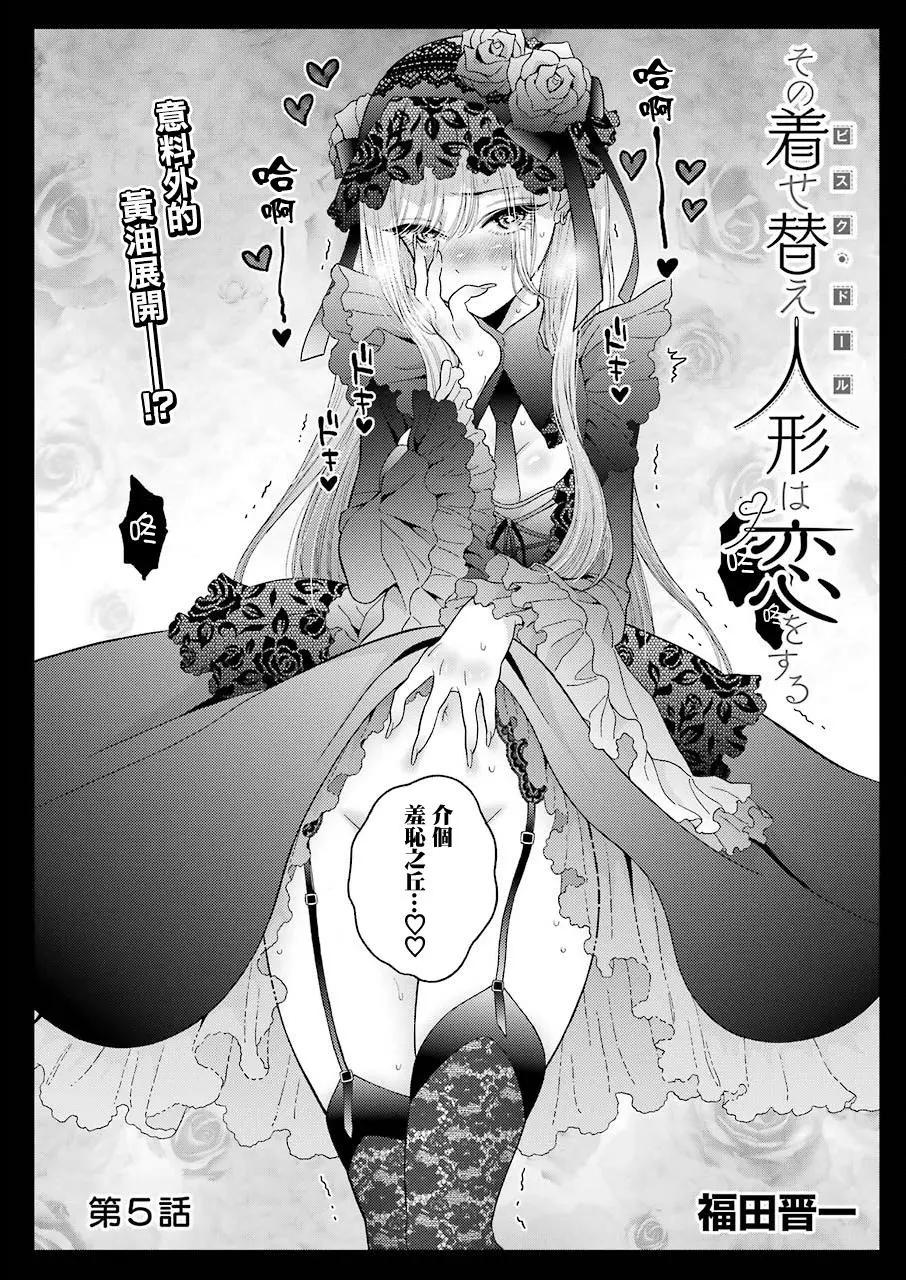 その着せ替え人形は恋をする
ビスク・ドール
哈啊——♥
哈啊——♥
意料外的
黃油展開——!?
ドキ♡
ドキ♡
ドキ♡
咚
咚
咚
介個
羞恥之丘…♡♡
第5話
福田晋一